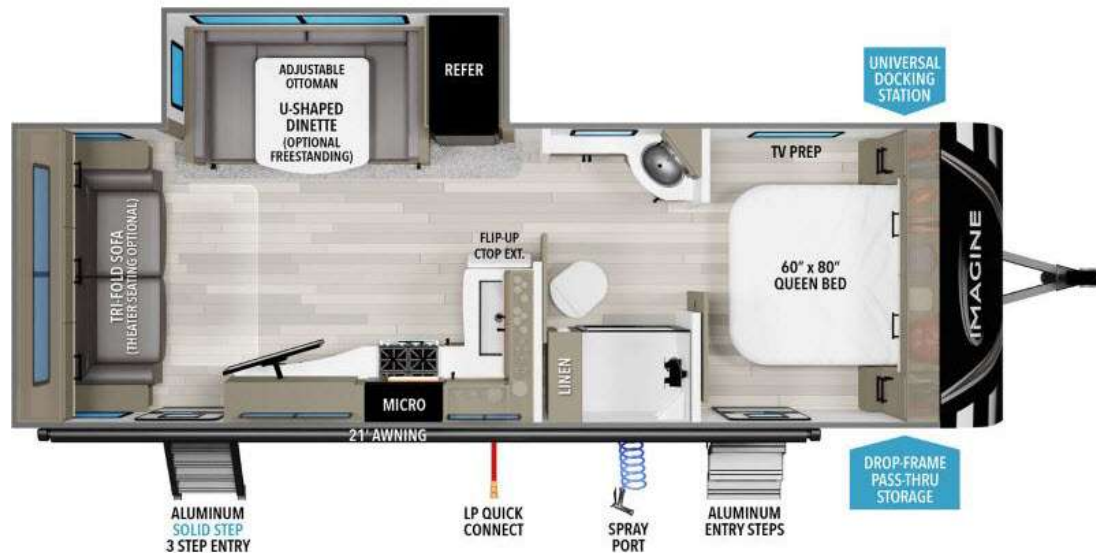 ADJUSTABLE
OTTOMAN
U-SHAPED
DINETTE
(OPTIONAL
FREESTANDING)
REFER
UNIVERSAL
DOCKING
STATION
TV PREP
TRI-FOLD SOFA
(THEATER SEATING OPTIONAL)
FLIP-UP
CTOP EXT.
60" x 80"
QUEEN BED
IMAGINE
LINEN
MICRO
21' AWNING
DROP-FRAME
PASS-THRU
STORAGE
ALUMINUM
SOLID STEP
3 STEP ENTRY
LP QUICK
CONNECT
SPRAY
PORT
ALUMINUM
ENTRY STEPS